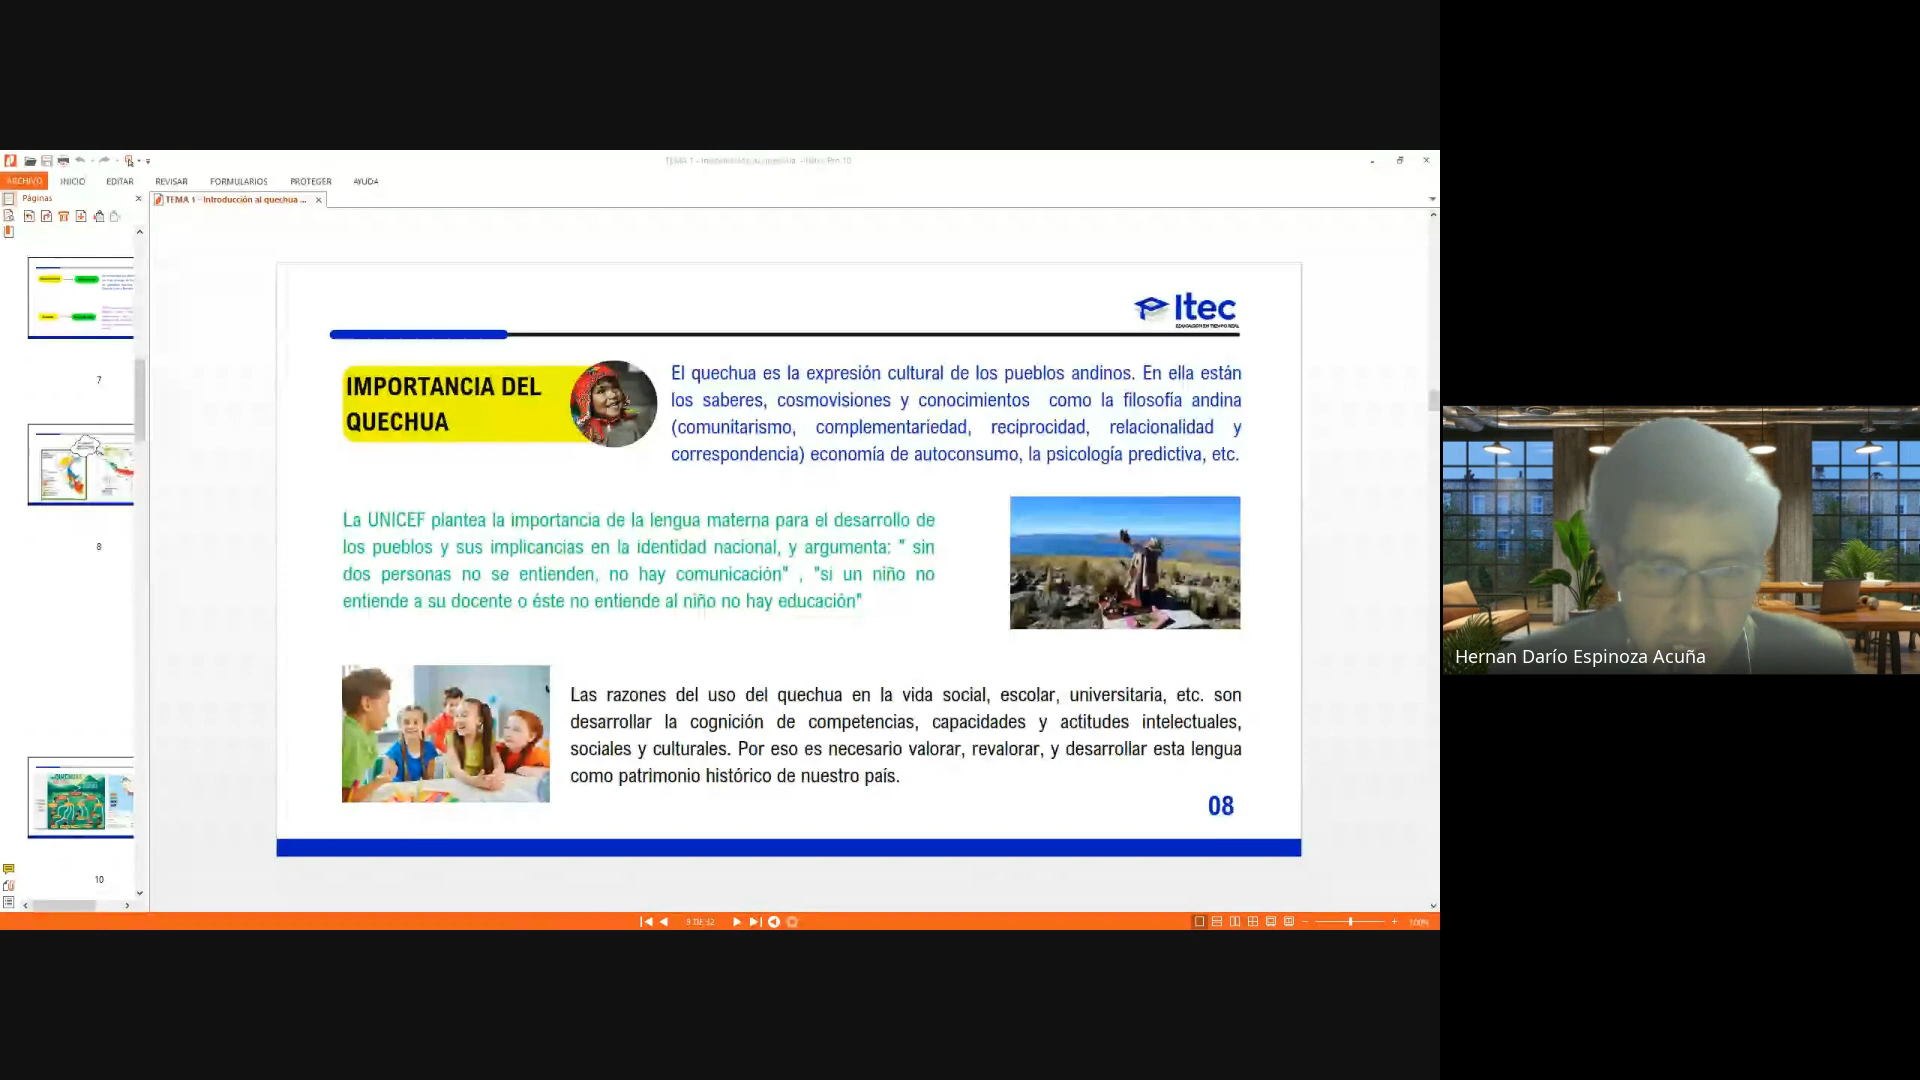 ARCHIVO
INICIO
EDITAR
REVISAR
FORMULARIOS
PROTEGER
AYUDA
Páginas
TEMA 1 - Introducción al quechua ...
7
8
10
Itec
IMPORTANCIA DEL
QUECHUA
El quechua es la expresión cultural de los pueblos andinos. En ella están
los saberes, cosmovisiones y conocimientos como la filosofía andina
(comunitarismo, complementariedad, reciprocidad, relacionalidad y
correspondencia) economía de autoconsumo, la psicología predictiva, etc.
La UNICEF plantea la importancia de la lengua materna para el desarrollo de
los pueblos y sus implicancias en la identidad nacional, y argumenta: " sin
dos personas no se entienden, no hay comunicación" , "si un niño no
entiende a su docente o éste no entiende al niño no hay educación"
Las razones del uso del quechua en la vida social, escolar, universitaria, etc. son
desarrollar la cognición de competencias, capacidades y actitudes intelectuales,
sociales y culturales. Por eso es necesario valorar, revalorar, y desarrollar esta lengua
como patrimonio histórico de nuestro país.
08
9 DE 32
100%
Hernan Darío Espinoza Acuña